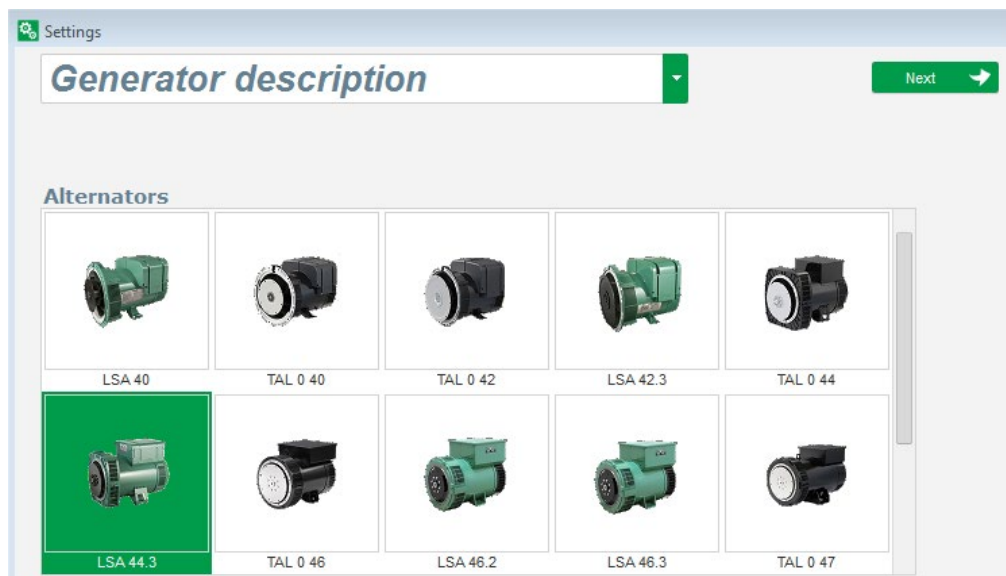 Settings
Generator description
Next
Alternators
LSA 40
TAL 0 40
TAL 0 42
LSA 42.3
TAL 0 44
LSA 44.3
TAL 0 46
LSA 46.2
LSA 46.3
TAL 0 47